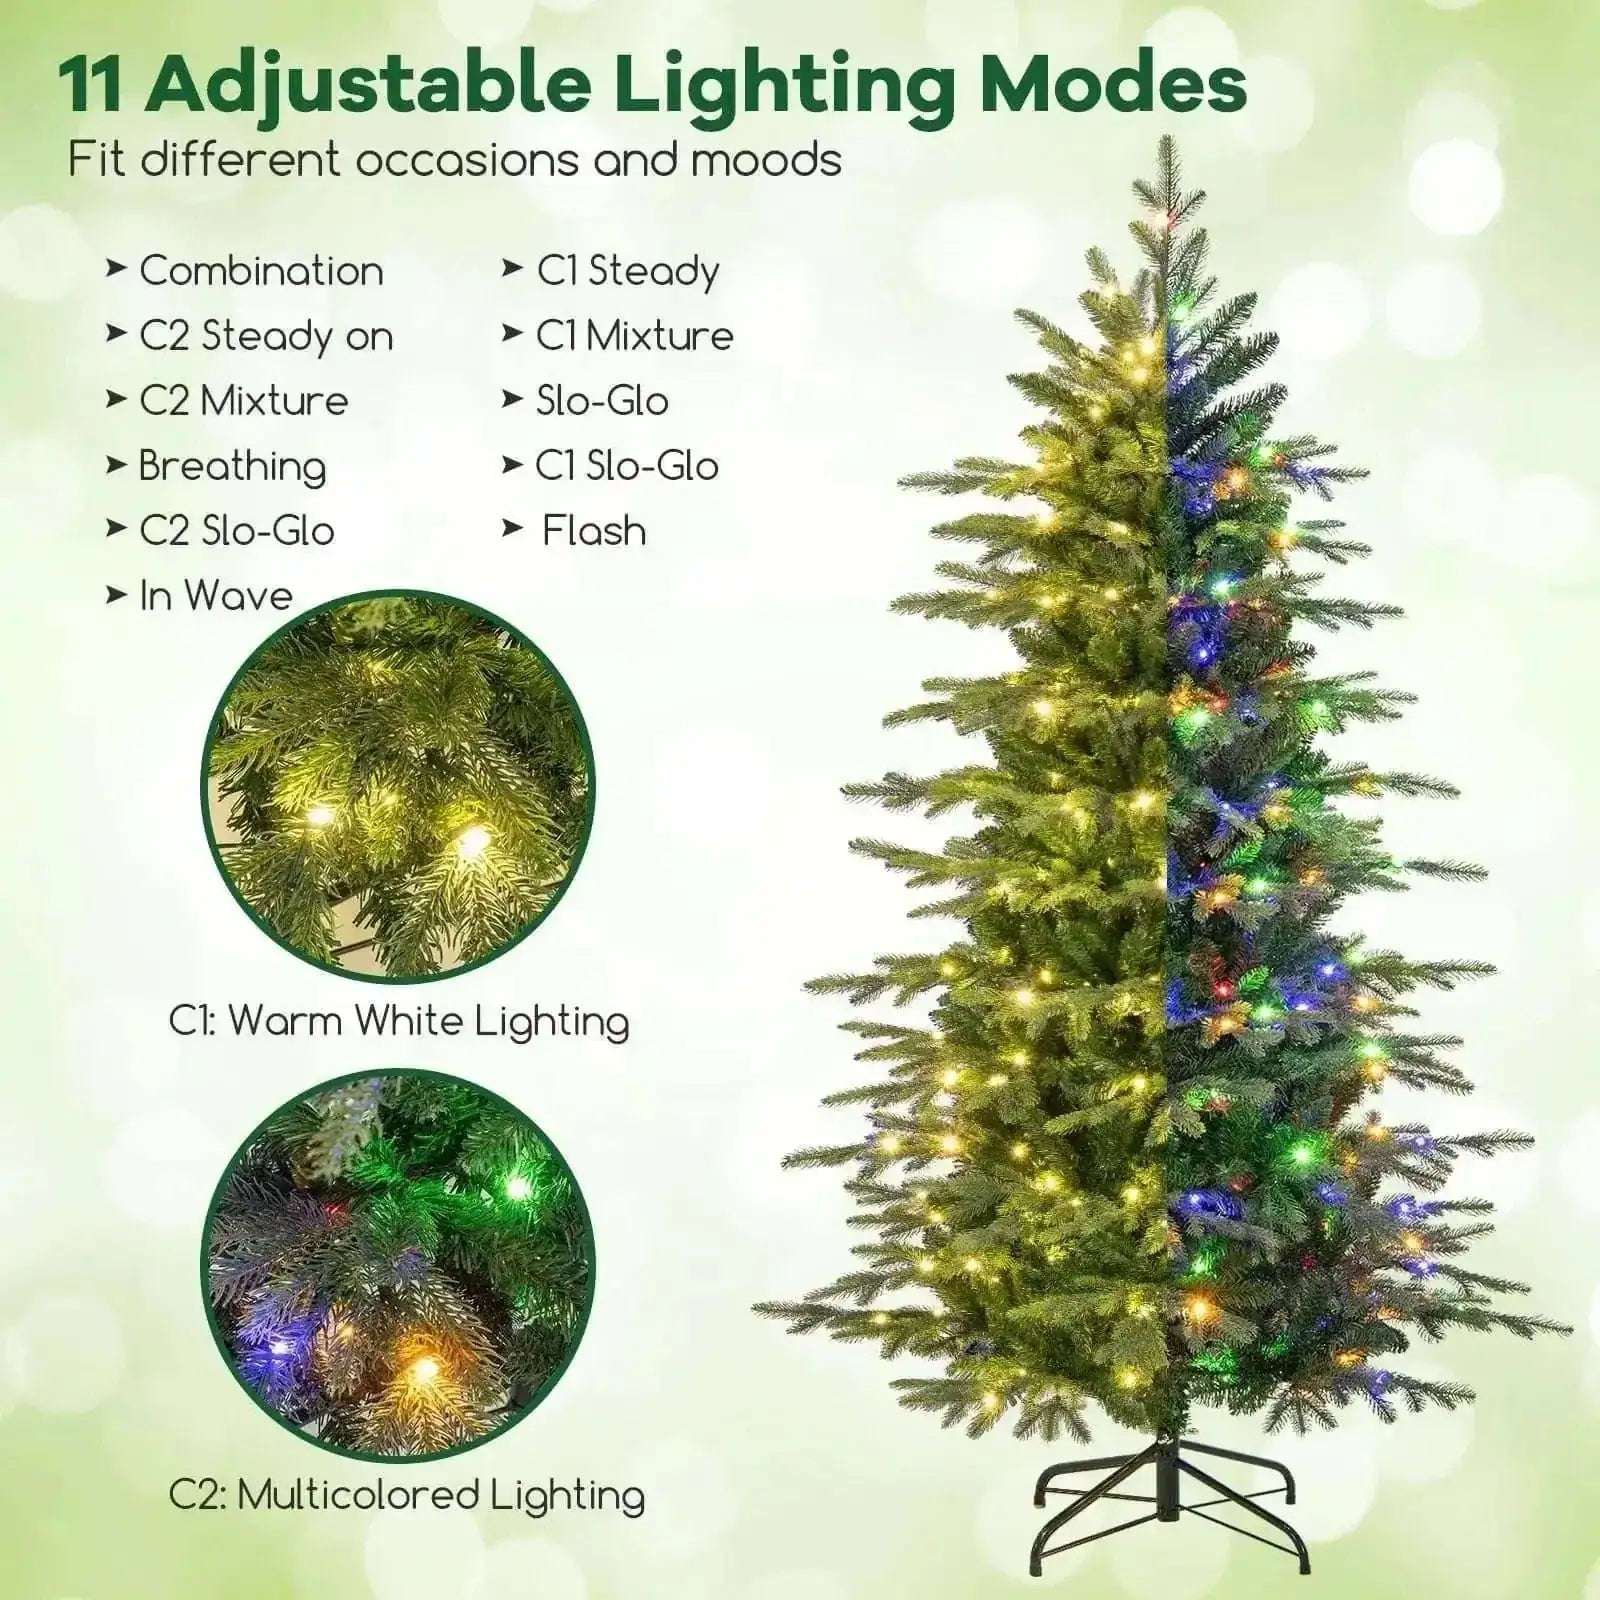 11 Adjustable Lighting Modes
Fit different occasions and moods
➤ Combination
➤ C2 Steady on
➤ C2 Mixture
➤ Breathing
➤ C2 Slo-Glo
➤ In Wave
➤ C1 Steady
➤ C1 Mixture
➤ Slo-Glo
➤ C1 Slo-Glo
➤ Flash
C1: Warm White Lighting
C2: Multicolored Lighting